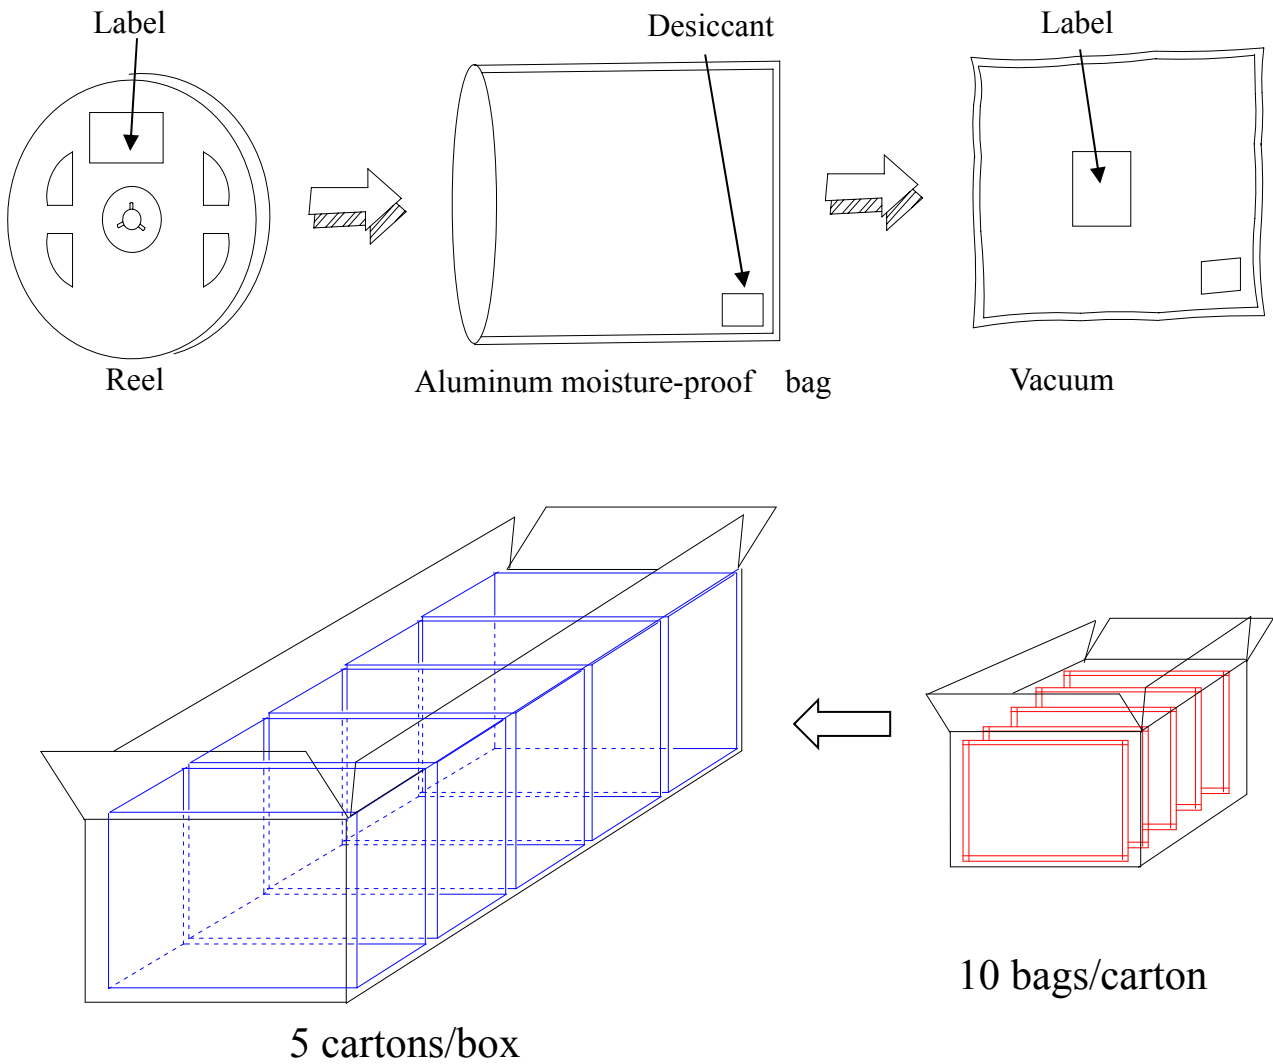 Label
Desiccant
Label
Reel
Aluminum moisture-proof bag
Vacuum
10 bags/carton
5 cartons/box